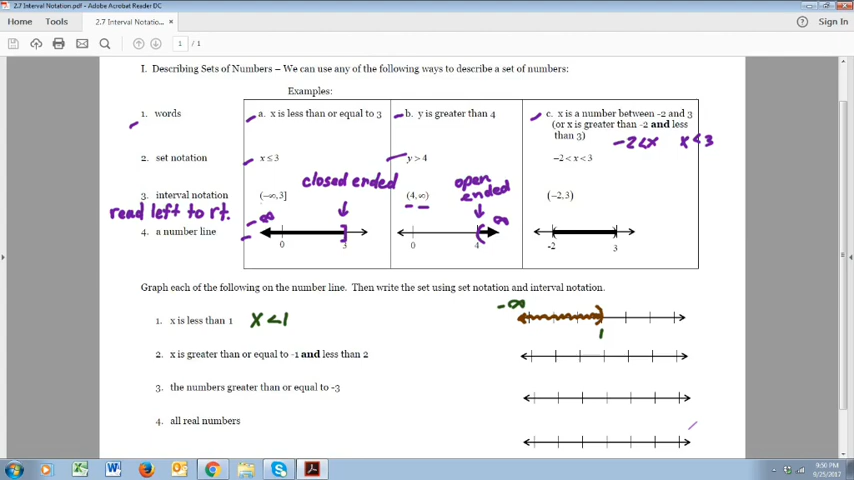 2.7 Interval Notation.pdf - Adobe Acrobat Reader DC
Home Tools 2.7 Interval Notatio... × Sign In
1 / 1
I. Describing Sets of Numbers – We can use any of the following ways to describe a set of numbers:
Examples:
1. words
a. x is less than or equal to 3
b. y is greater than 4
c. x is a number between -2 and 3
(or x is greater than -2 and less
than 3)
-2<x x<3
2. set notation
x ≤ 3
y > 4
-2 < x < 3
closed ended
open
ended
3. interval notation
(-∞,3]
(4,∞)
(-2,3)
read left to rt.
-∞
∞
4. a number line
0 3
0 4
-2 3
Graph each of the following on the number line. Then write the set using set notation and interval notation.
-∞
1. x is less than 1 X<1
1
2. x is greater than or equal to -1 and less than 2
3. the numbers greater than or equal to -3
4. all real numbers
9:50 PM
9/25/2017